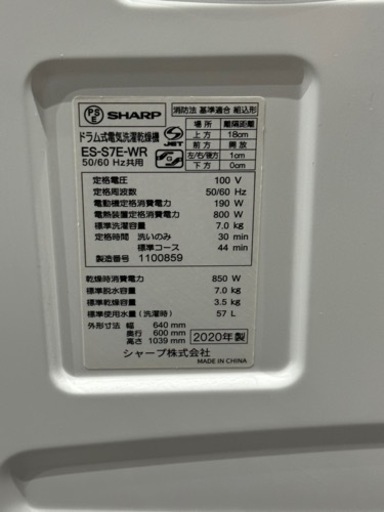 PS
E
SHARP
ドラム式電気洗濯乾燥機
ES-S7E-WR
50/60 Hz共用
JET
消防法 基準適合 組込形
場所 離隔距離
上方 18cm
前方 開放
左/右/後方 1cm
下方 0cm
定格電圧 100 V
定格周波数 50/60 Hz
電動機定格消費電力 190 W
電熱装置定格消費電力 800 W
標準洗濯容量 7.0 kg
定格時間 洗いのみ 30 min
標準コース 44 min
製造番号 1100859
乾燥時消費電力 850 W
標準脱水容量 7.0 kg
標準乾燥容量 3.5 kg
標準使用水量(洗濯時) 57 L
外形寸法 幅 640 mm
奥行 600 mm
高さ 1039 mm
2020年製
シャープ株式会社
MADE IN CHINA